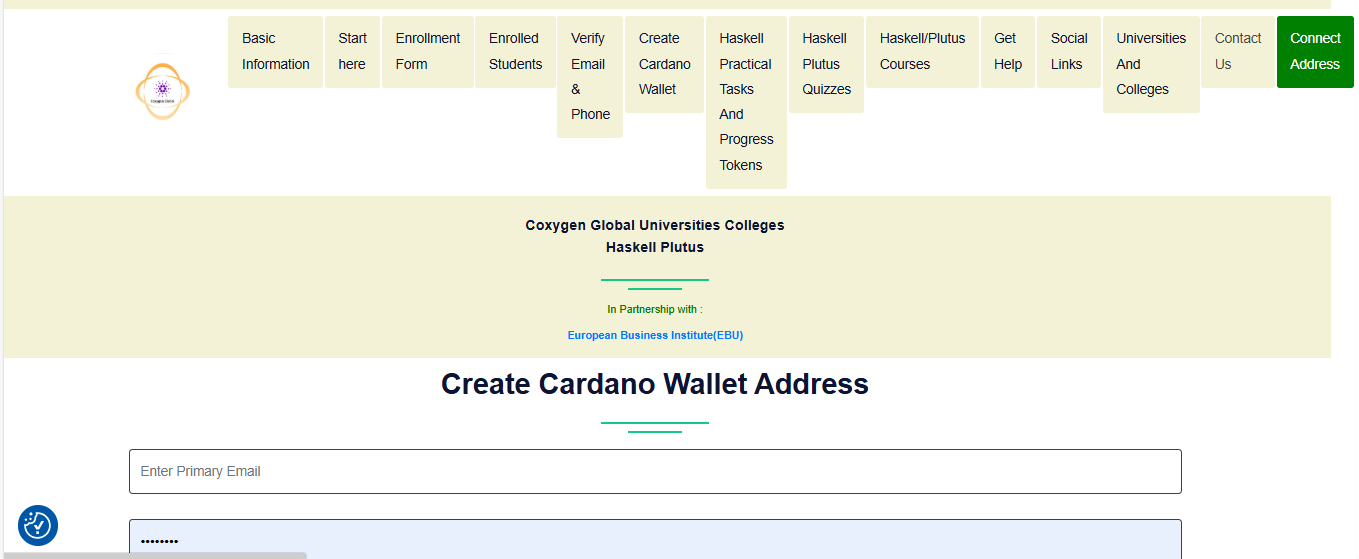 Basic
Information
Start
here
Enrollment
Form
Enrolled
Students
Verify
Email
&
Phone
Create
Cardano
Wallet
Haskell
Practical
Tasks
And
Progress
Tokens
Haskell
Plutus
Quizzes
Haskell/Plutus
Courses
Get
Help
Social
Links
Universities
And
Colleges
Contact
Us
Connect
Address
Coxygen Global
Coxygen Global Universities Colleges
Haskell Plutus
In Partnership with :
European Business Institute(EBU)
Create Cardano Wallet Address
Enter Primary Email
••••••••